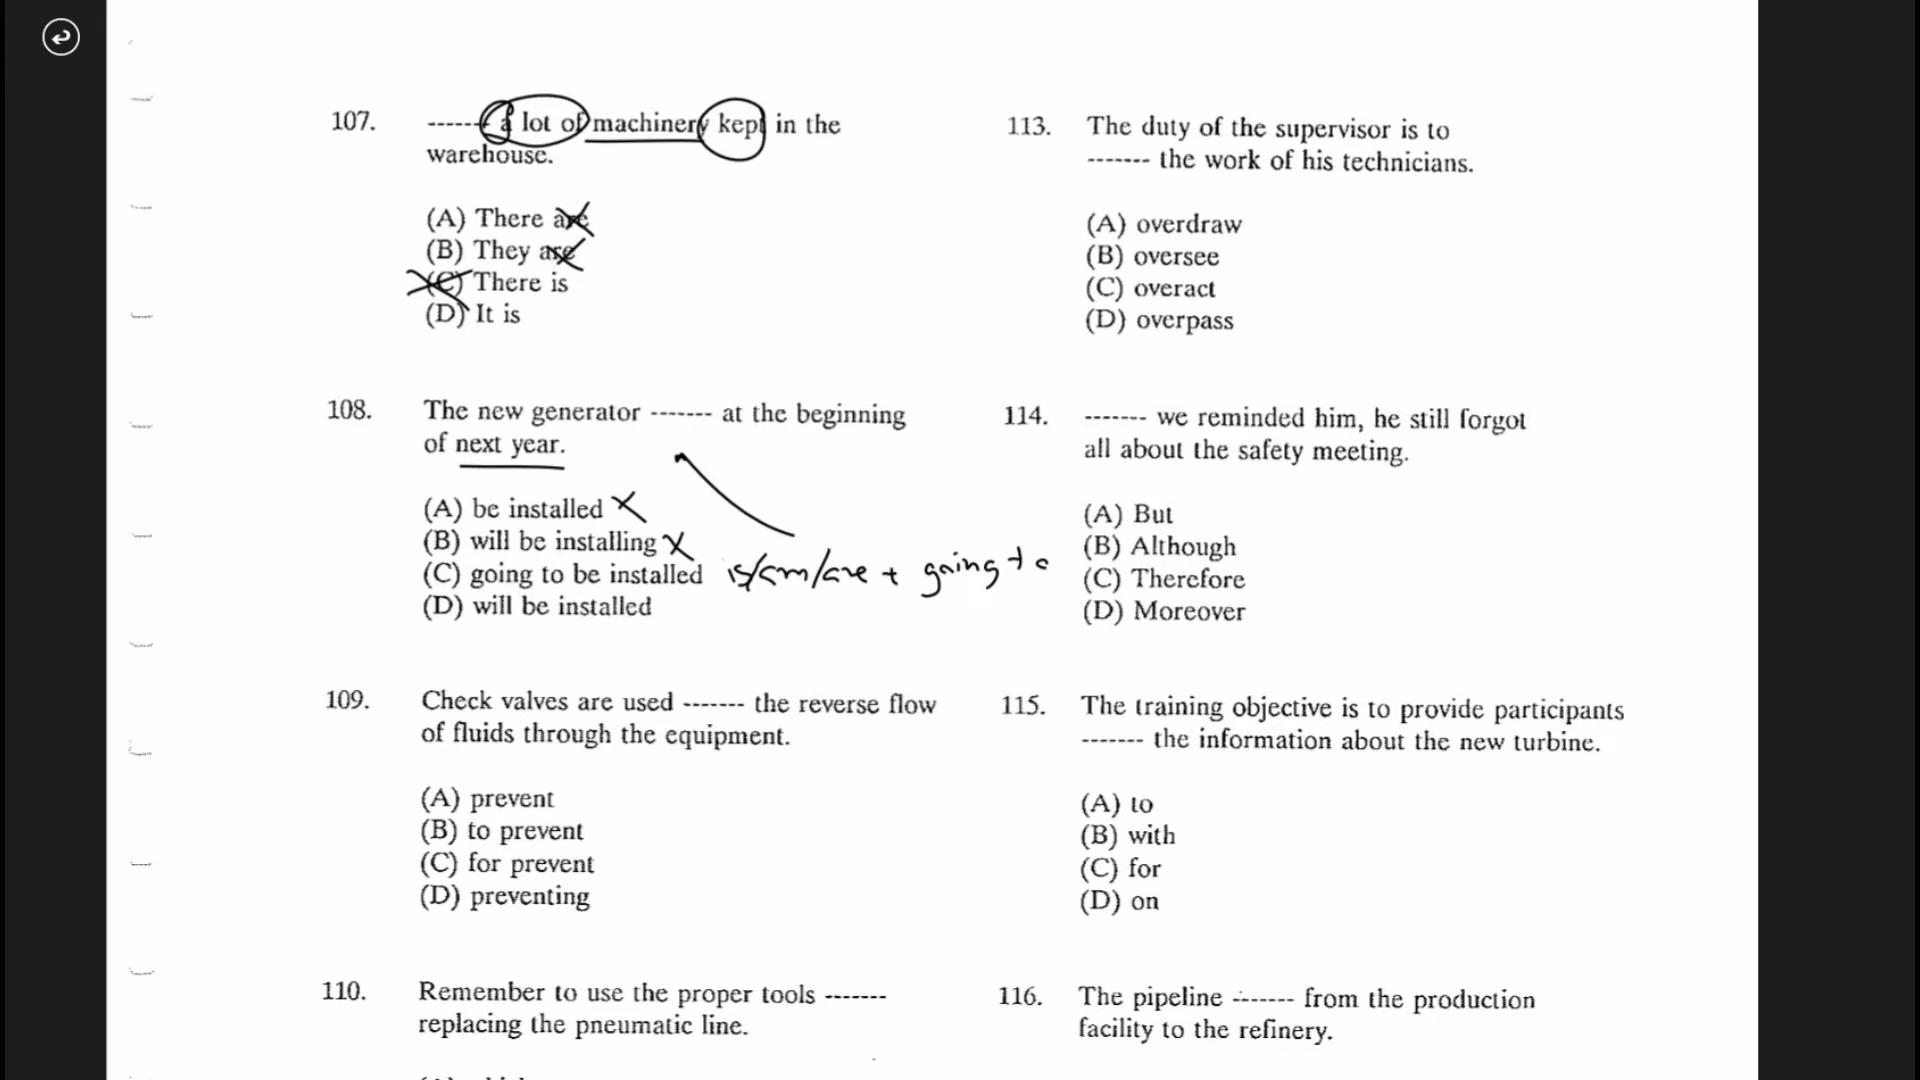 107. ------- a lot of machinery kept in the
warehouse.
(A) There are
(B) They are
(C) There is
(D) It is
108. The new generator ------- at the beginning
of next year.
(A) be installed X
(B) will be installing X
(C) going to be installed is/am/are + going to
(D) will be installed
109. Check valves are used ------- the reverse flow
of fluids through the equipment.
(A) prevent
(B) to prevent
(C) for prevent
(D) preventing
110. Remember to use the proper tools -------
replacing the pneumatic line.
113. The duty of the supervisor is to
------- the work of his technicians.
(A) overdraw
(B) oversee
(C) overact
(D) overpass
114. ------- we reminded him, he still forgot
all about the safety meeting.
(A) But
(B) Although
(C) Therefore
(D) Moreover
115. The training objective is to provide participants
------- the information about the new turbine.
(A) to
(B) with
(C) for
(D) on
116. The pipeline ------- from the production
facility to the refinery.